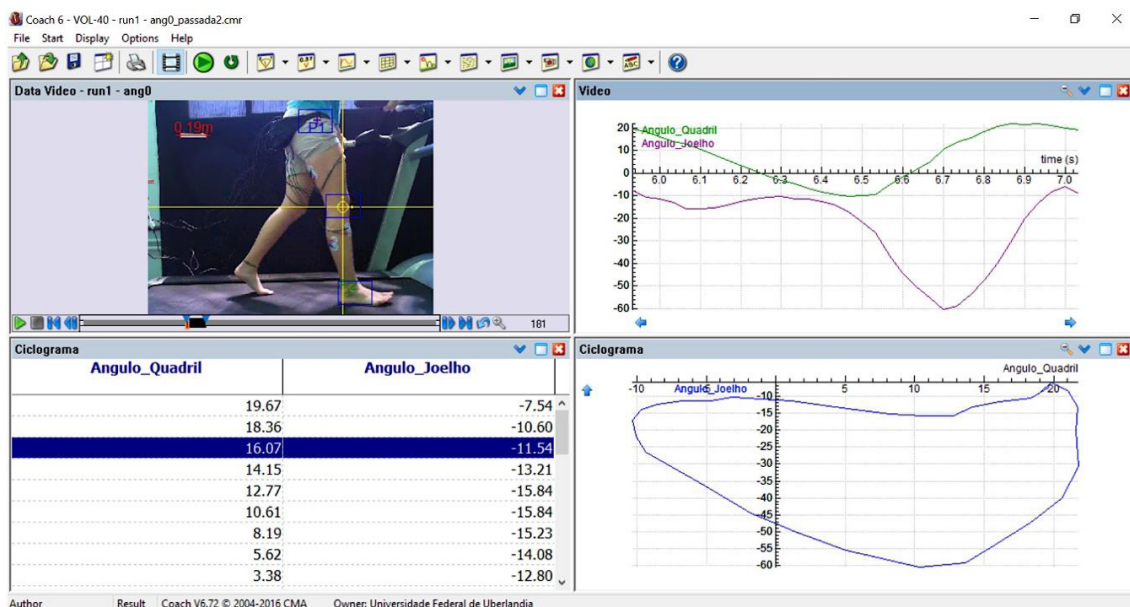 Coach 6 - VOL-40 - run1 - ang0_passada2.cmr
File Start Display Options Help
Data Video - run1 - ang0
0.19m
P1
3
181
Video
20
10
0
-10
-20
-30
-40
-50
-60
Angulo_Quadril
Angulo_Joelho
time (s)
6.0 6.1 6.2 6.3 6.4 6.5 6.6 6.7 6.8 6.9 7.0
Ciclograma
Angulo_Quadril Angulo_Joelho
19.67 -7.54
18.36 -10.60
16.07 -11.54
14.15 -13.21
12.77 -15.84
10.61 -15.84
8.19 -15.23
5.62 -14.08
3.38 -12.80
Ciclograma
Angulo_Quadril
-10 5 10 15 20
Angulo_Joelho
-10
-15
-20
-25
-30
-35
-40
-45
-50
-55
-60
Author Result Coach V6.72 © 2004-2016 CMA Owner: Universidade Federal de Uberlandia